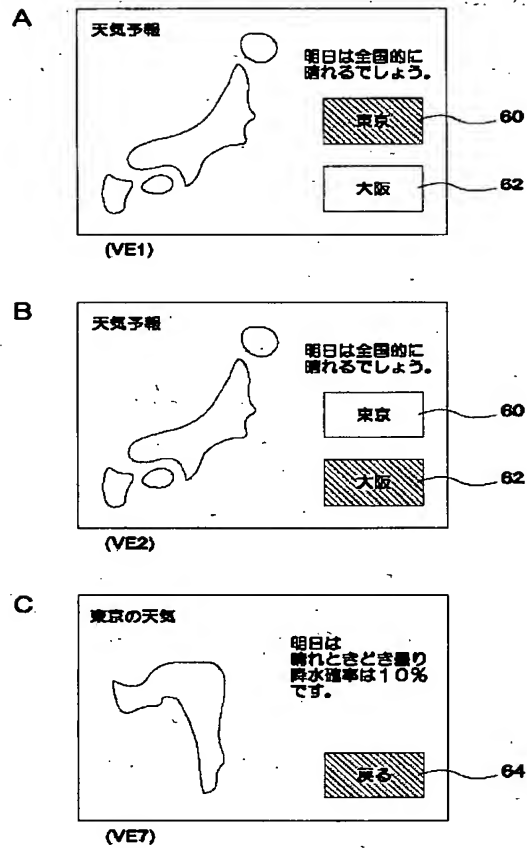 A
天気予報
明日は全国的に
晴れるでしょう。
東京
60
大阪
62
(VE1)
B
天気予報
明日は全国的に
晴れるでしょう。
東京
60
大阪
62
(VE2)
C
東京の天気
明日は
晴れときどき曇り
降水確率は10%
です。
戻る
64
(VE7)